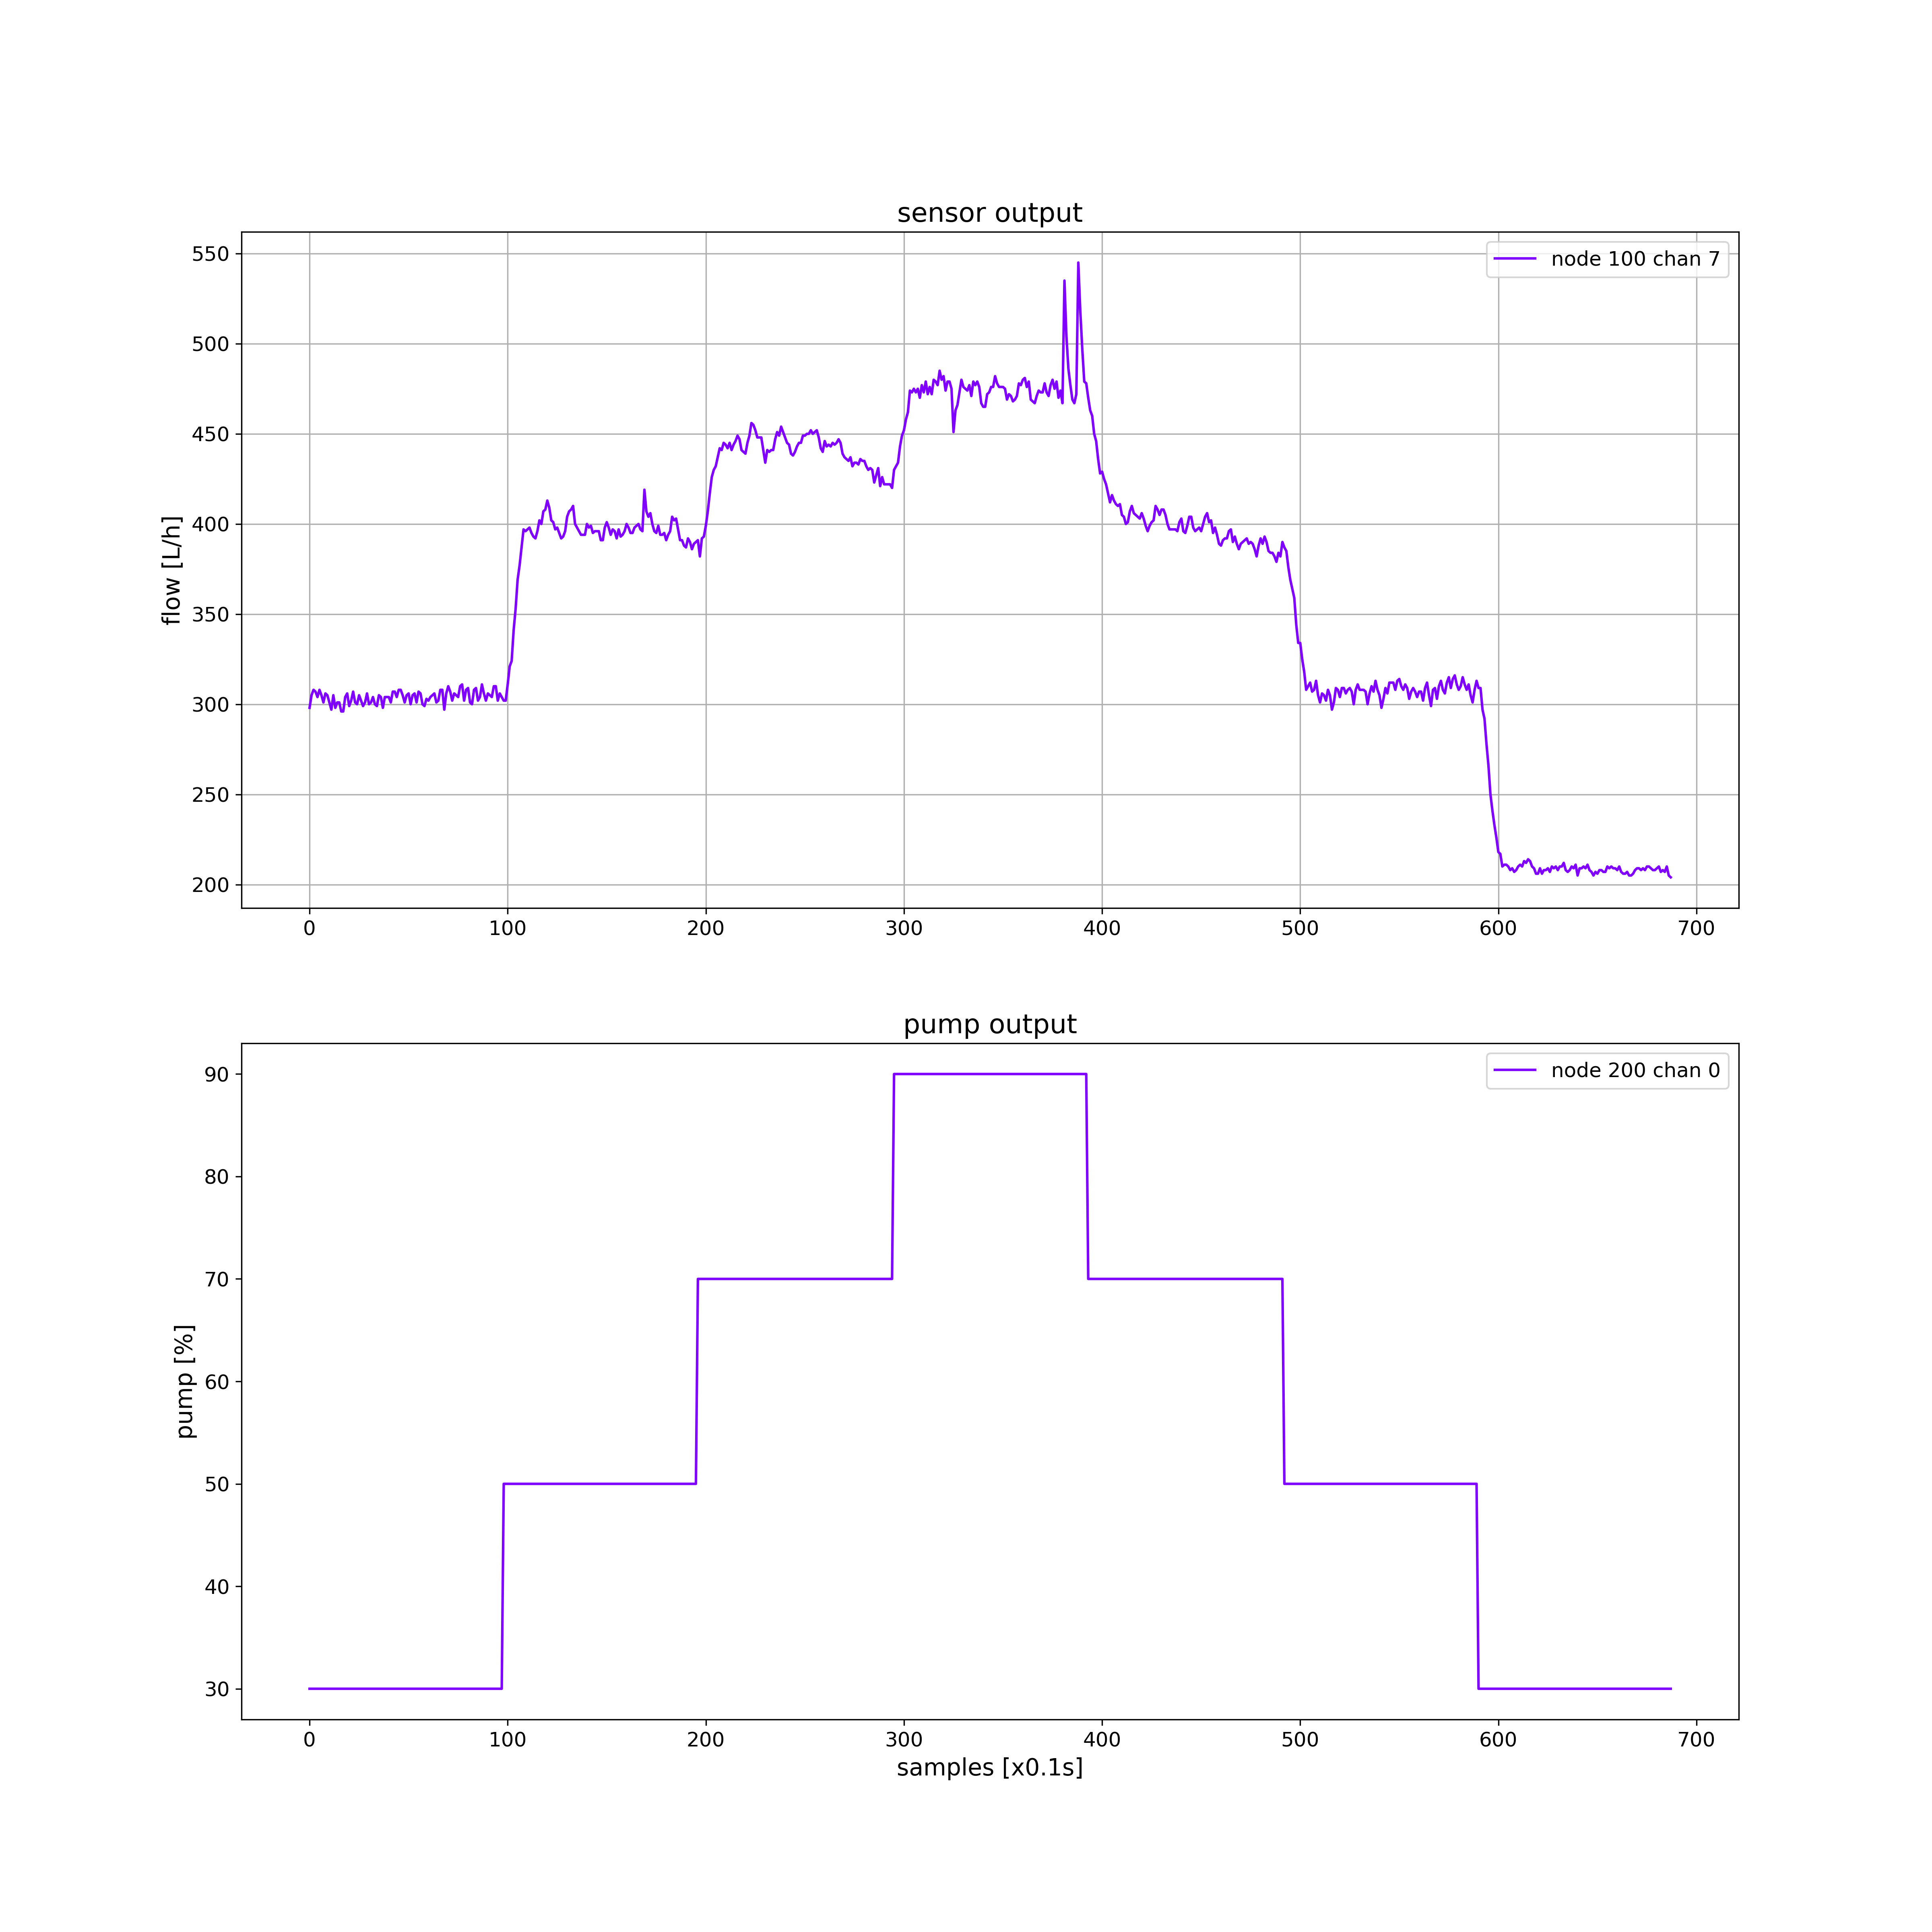 sensor output
node 100 chan 7
flow [L/h]
550
500
450
400
350
300
250
200
0 100 200 300 400 500 600 700
pump output
node 200 chan 0
pump [%]
90
80
70
60
50
40
30
0 100 200 300 400 500 600 700
samples [x0.1s]